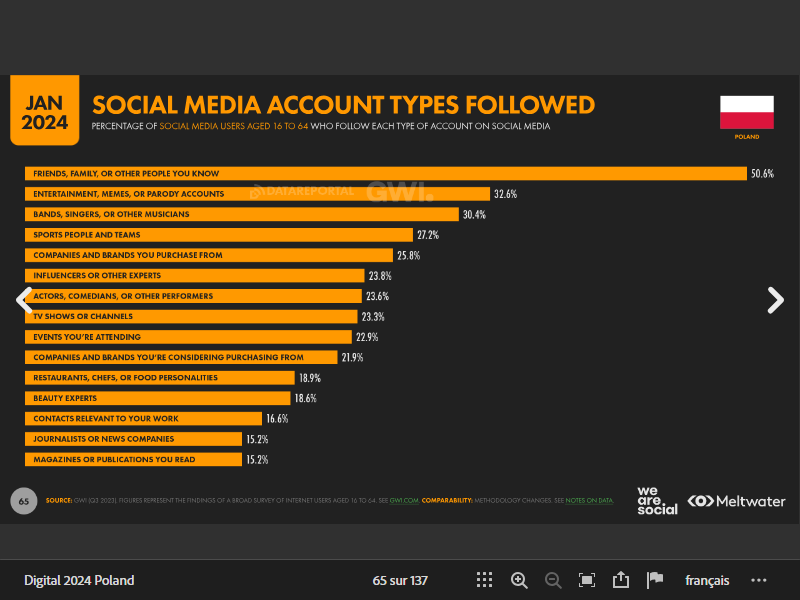 JAN
2024
SOCIAL MEDIA ACCOUNT TYPES FOLLOWED
PERCENTAGE OF SOCIAL MEDIA USERS AGED 16 TO 64 WHO FOLLOW EACH TYPE OF ACCOUNT ON SOCIAL MEDIA
POLAND
FRIENDS, FAMILY, OR OTHER PEOPLE YOU KNOW 50.6%
DATAREPORTAL GWI.
ENTERTAINMENT, MEMES, OR PARODY ACCOUNTS 32.6%
BANDS, SINGERS, OR OTHER MUSICIANS 30.4%
SPORTS PEOPLE AND TEAMS 27.2%
COMPANIES AND BRANDS YOU PURCHASE FROM 25.8%
INFLUENCERS OR OTHER EXPERTS 23.8%
ACTORS, COMEDIANS, OR OTHER PERFORMERS 23.6%
TV SHOWS OR CHANNELS 23.3%
EVENTS YOU'RE ATTENDING 22.9%
COMPANIES AND BRANDS YOU'RE CONSIDERING PURCHASING FROM 21.9%
RESTAURANTS, CHEFS, OR FOOD PERSONALITIES 18.9%
BEAUTY EXPERTS 18.6%
CONTACTS RELEVANT TO YOUR WORK 16.6%
JOURNALISTS OR NEWS COMPANIES 15.2%
MAGAZINES OR PUBLICATIONS YOU READ 15.2%
65 SOURCE: GWI (Q3 2023). FIGURES REPRESENT THE FINDINGS OF A BROAD SURVEY OF INTERNET USERS AGED 16 TO 64. SEE GWI.COM. COMPARABILITY: METHODOLOGY CHANGES. SEE NOTES ON DATA.
we
are
social
Meltwater
Digital 2024 Poland 65 sur 137 français